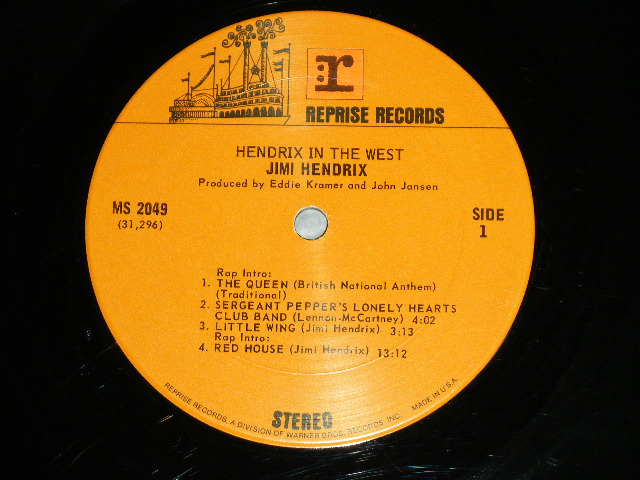 :r
REPRISE RECORDS
HENDRIX IN THE WEST
JIMI HENDRIX
Produced by Eddie Kramer and John Jansen
MS 2049
(31,296)
SIDE
1
Rap Intro:
1. THE QUEEN (British National Anthem)
(Traditional)
2. SERGEANT PEPPER'S LONELY HEARTS
CLUB BAND (Lennon-McCartney) 4:02
3. LITTLE WING (Jimi Hendrix) 3:13
Rap Intro:
4. RED HOUSE (Jimi Hendrix) 13:12
STEREO
REPRISE RECORDS, A DIVISION OF WARNER BROS. RECORDS, INC. MADE IN U.S.A.